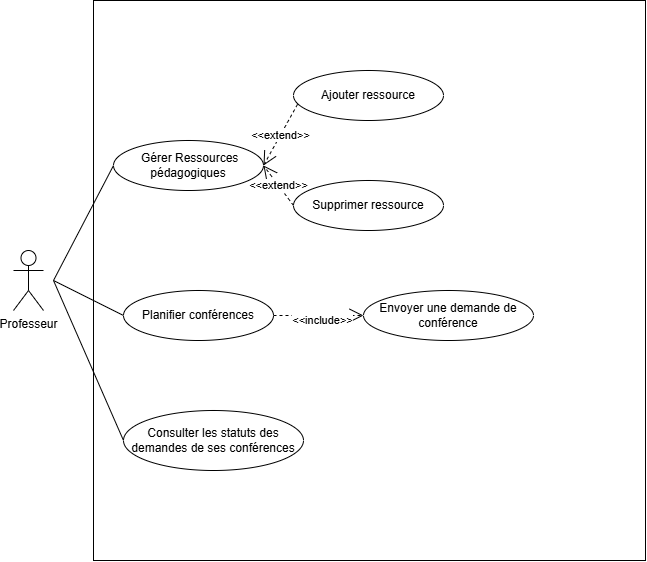 Ajouter ressource
<<extend>>
Gérer Ressources
pédagogiques
<<extend>>
Supprimer ressource
Professeur
Planifier conférences
<<include>>
Envoyer une demande de
conférence
Consulter les statuts des
demandes de ses conférences